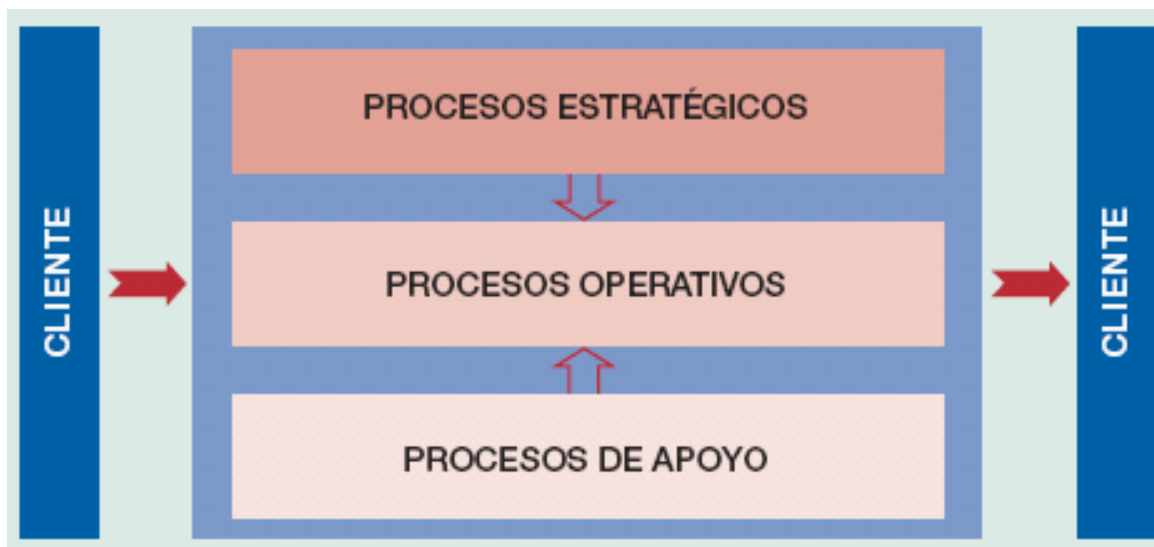 CLIENTE
PROCESOS ESTRATÉGICOS
PROCESOS OPERATIVOS
PROCESOS DE APOYO
CLIENTE